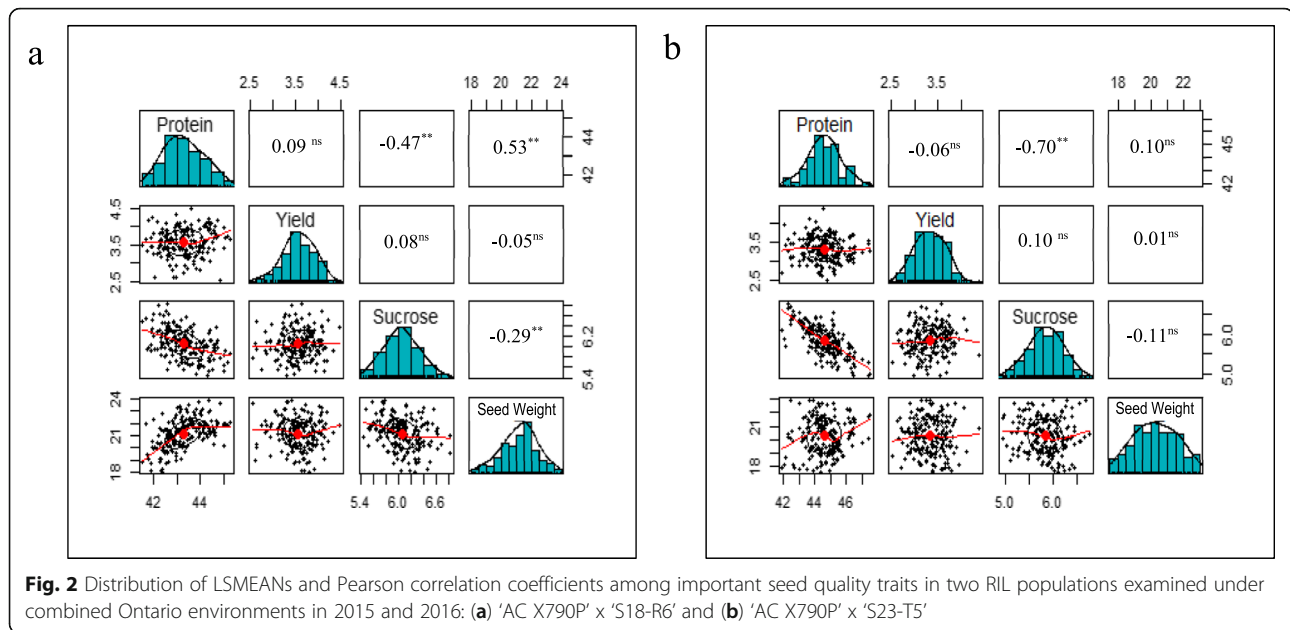 a
b
2.5 3.5 4.5
18 20 22 24
2.5 3.5
18 20 22
Protein
0.09 ns
-0.47**
0.53**
42 44
Protein
-0.06ns
-0.70**
0.10ns
42 45
2.5 3.5 4.5
Yield
0.08ns
-0.05ns
2.5 3.5
Yield
0.10 ns
0.01ns
Sucrose
-0.29**
5.4 6.2
Sucrose
-0.11ns
5.0 6.0
18 21 24
Seed Weight
18 21
Seed Weight
42 44
5.4 6.0 6.6
42 44 46
5.0 6.0
Fig. 2 Distribution of LSMEANs and Pearson correlation coefficients among important seed quality traits in two RIL populations examined under
combined Ontario environments in 2015 and 2016: (a) ‘AC X790P’ x ‘S18-R6’ and (b) ‘AC X790P’ x ‘S23-T5’